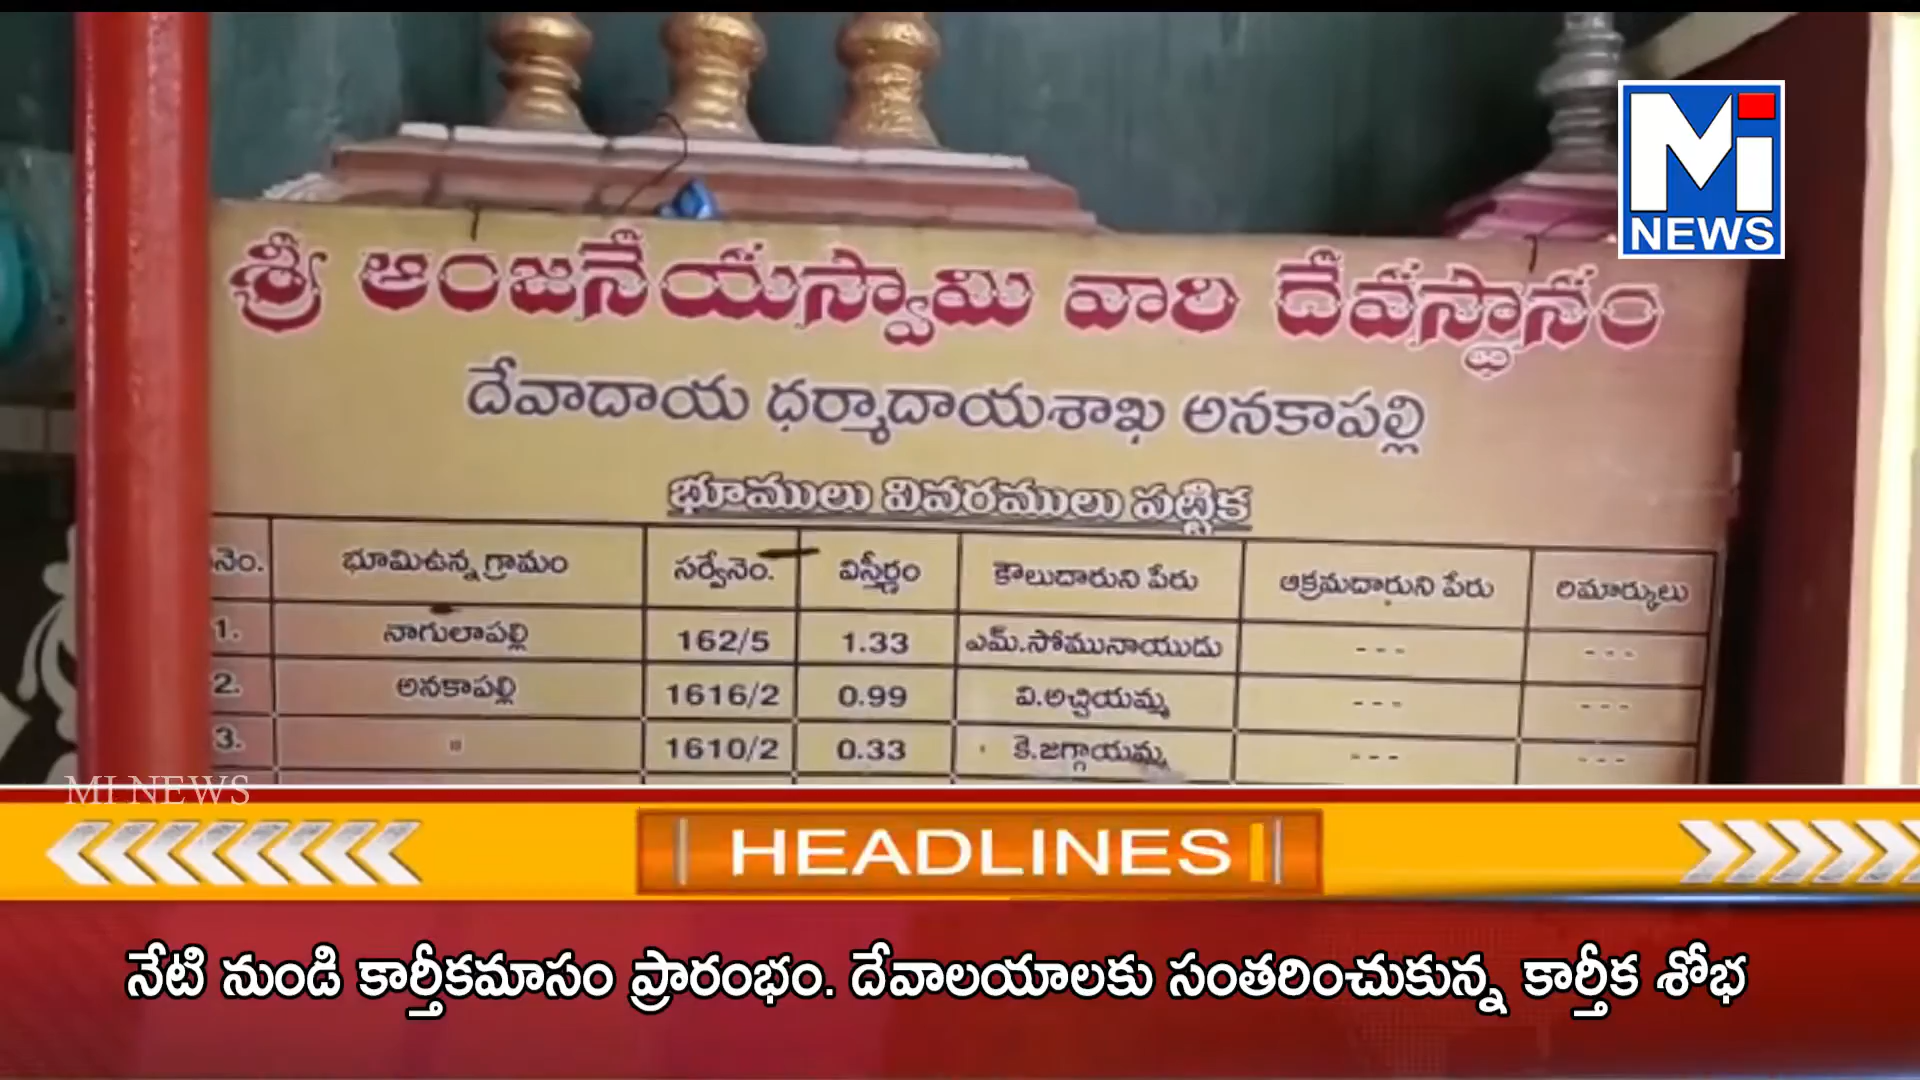 Mi
NEWS
శ్రీ ఆంజనేయస్వామి వారి దేవస్థానం
దేవాదాయ ధర్మాదాయశాఖ అనకాపల్లి
భూములు వివరములు పట్టిక
నెం. భూమిఉన్న గ్రామం సర్వేనెం. విస్తీర్ణం కౌలుదారుని పేరు ఆక్రమదారుని పేరు రిమార్కులు
1. నాగులాపల్లి 162/5 1.33 ఎమ్.సోమునాయుడు --- ---
2. అనకాపల్లి 1616/2 0.99 వి.అచ్చియమ్మ --- ---
3. " 1610/2 0.33 కె.జగ్గాయమ్మ --- ---
MI NEWS
HEADLINES
నేటి నుండి కార్తీకమాసం ప్రారంభం. దేవాలయాలకు సంతరించుకున్న కార్తీక శోభ